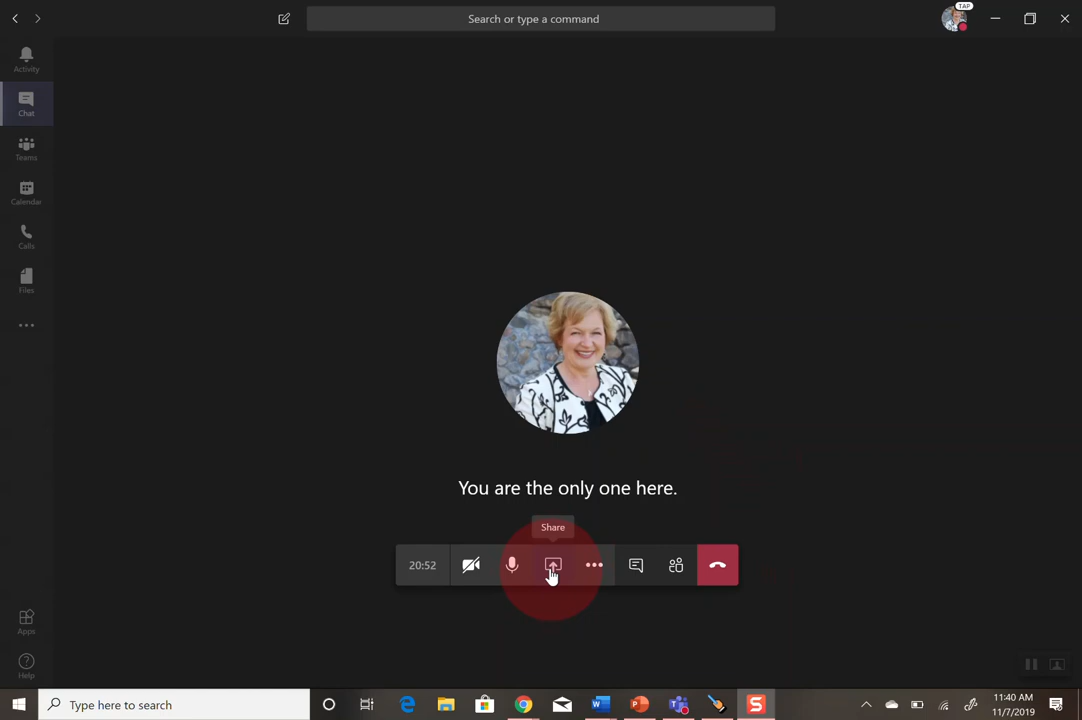 Search or type a command
TAP
Activity
Chat
Teams
Calendar
Calls
Files
You are the only one here.
Share
20:52
Apps
Help
Type here to search
11:40 AM
11/7/2019